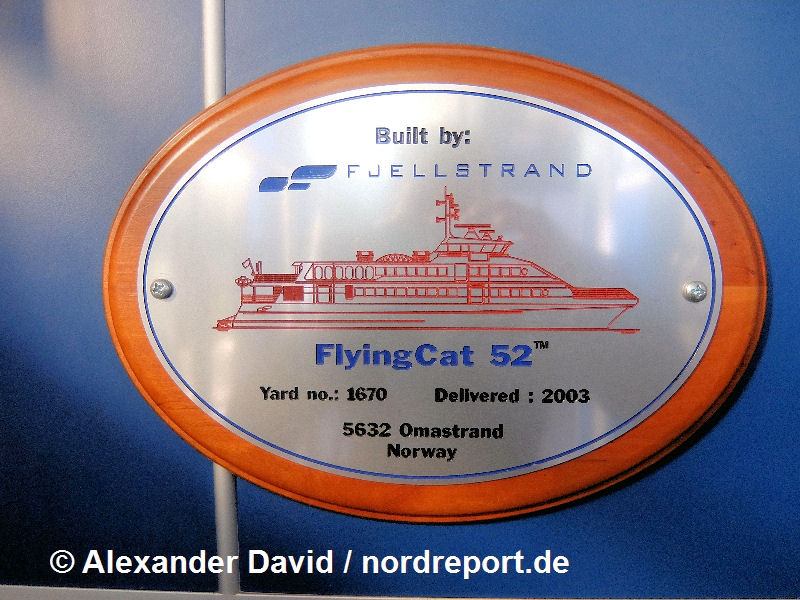 Built by:
FJELLSTRAND
FlyingCat 52™
Yard no.: 1670 Delivered : 2003
5632 Omastrand
Norway
© Alexander David / nordreport.de